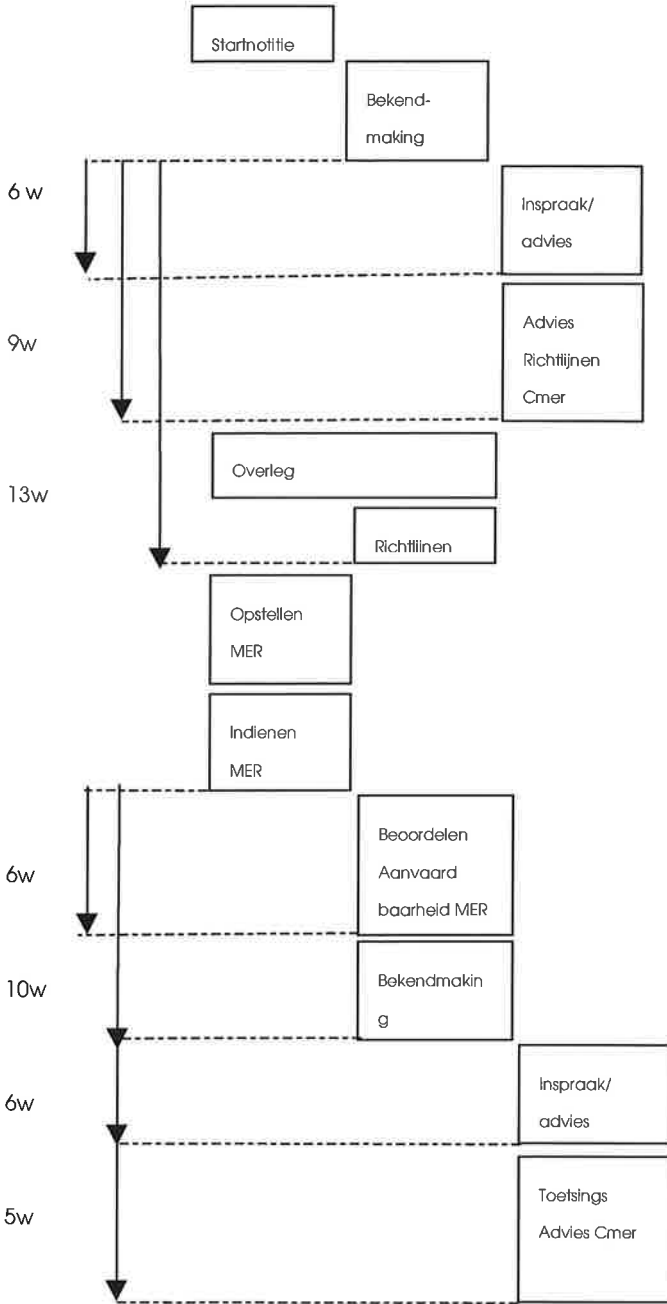 Startnotitie
Bekend-
making
6 w
Inspraak/
advies
9w
Advies
Richtlijnen
Cmer
13w
Overleg
Richtlijnen
Opstellen
MER
Indienen
MER
6w
Beoordelen
Aanvaard
baarheid MER
10w
Bekendmakin
g
6w
Inspraak/
advies
5w
Toetsings
Advies Cmer